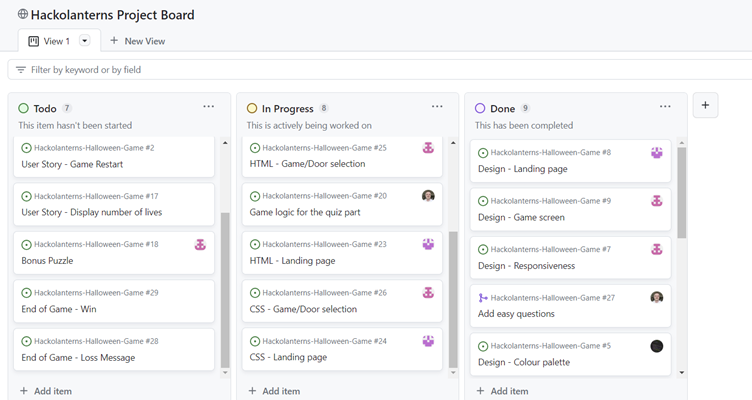 Hackolanterns Project Board
View 1
New View
Filter by keyword or by field
Todo 7
This item hasn't been started
Hackolanterns-Halloween-Game #2
User Story - Game Restart
Hackolanterns-Halloween-Game #17
User Story - Display number of lives
Hackolanterns-Halloween-Game #18
Bonus Puzzle
Hackolanterns-Halloween-Game #29
End of Game - Win
Hackolanterns-Halloween-Game #28
End of Game - Loss Message
Add item
In Progress 8
This is actively being worked on
Hackolanterns-Halloween-Game #25
HTML - Game/Door selection
Hackolanterns-Halloween-Game #20
Game logic for the quiz part
Hackolanterns-Halloween-Game #23
HTML - Landing page
Hackolanterns-Halloween-Game #26
CSS - Game/Door selection
Hackolanterns-Halloween-Game #24
CSS - Landing page
Add item
Done 9
This has been completed
Hackolanterns-Halloween-Game #8
Design - Landing page
Hackolanterns-Halloween-Game #9
Design - Game screen
Hackolanterns-Halloween-Game #7
Design - Responsiveness
Hackolanterns-Halloween-Game #27
Add easy questions
Hackolanterns-Halloween-Game #5
Design - Colour palette
Add item